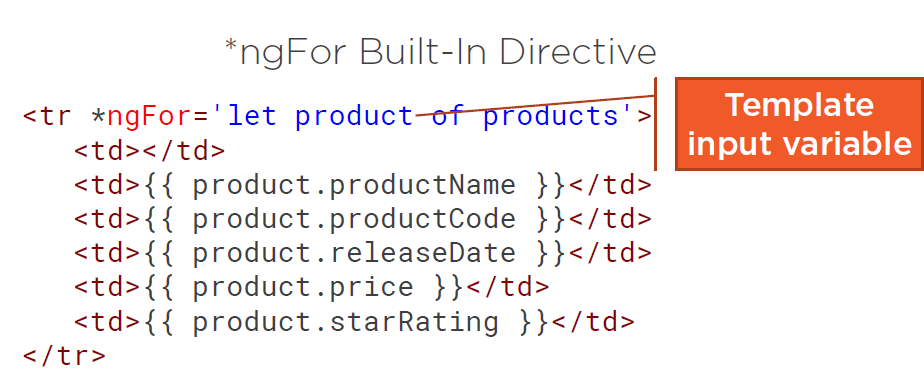 *ngFor Built-In Directive
<tr *ngFor='let product of products'>
<td></td>
<td>{{ product.productName }}</td>
<td>{{ product.productCode }}</td>
<td>{{ product.releaseDate }}</td>
<td>{{ product.price }}</td>
<td>{{ product.starRating }}</td>
</tr>
Template
input variable